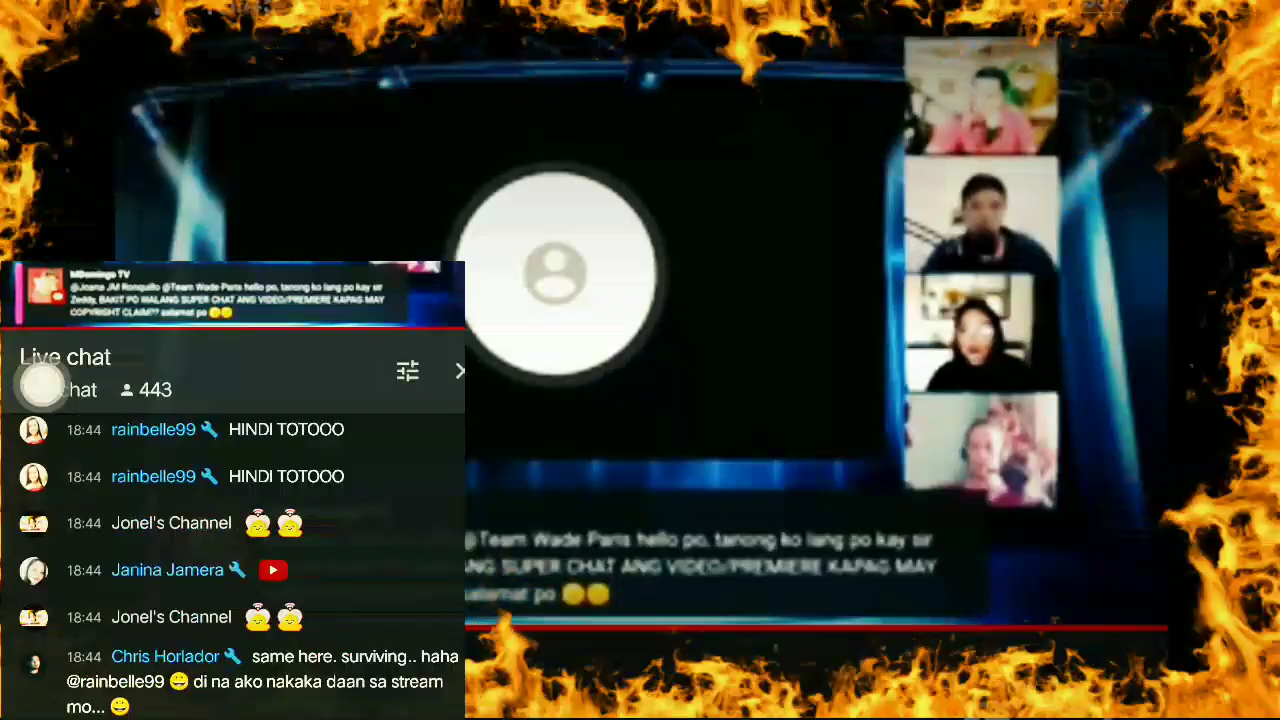 MBomingo TV
@Joana JM Ronquillo @Team Wade Paris hello po, tanong ko lang po kay sir
Zeddy, BAKIT PO WALANG SUPER CHAT ANG VIDEO/PREMIERE KAPAG MAY
COPYRIGHT CLAIM?? salamat po 😊😊
Live chat
hat 443
18:44 rainbelle99 HINDI TOTOOO
18:44 rainbelle99 HINDI TOTOOO
18:44 Jonel's Channel
18:44 Janina Jamera
18:44 Jonel's Channel
18:44 Chris Horlador same here. surviving.. haha
@rainbelle99 😀 di na ako nakaka daan sa stream
mo... 😀
@Team Wade Paris hello po, tanong ko lang po kay sir
ANG SUPER CHAT ANG VIDEO/PREMIERE KAPAG MAY
salamat po 😊😊